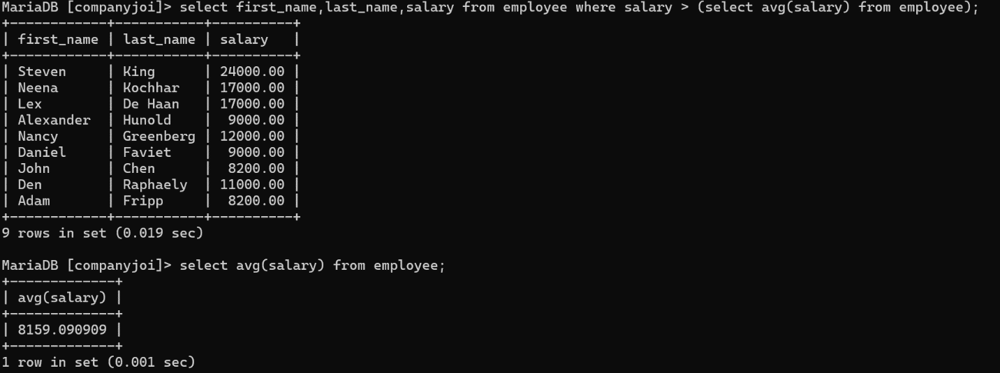 MariaDB [companyjoi]> select first_name,last_name,salary from employee where salary > (select avg(salary) from employee);
+------------+-----------+----------+
| first_name | last_name | salary   |
+------------+-----------+----------+
| Steven     | King      | 24000.00 |
| Neena      | Kochhar   | 17000.00 |
| Lex        | De Haan   | 17000.00 |
| Alexander  | Hunold    |  9000.00 |
| Nancy      | Greenberg | 12000.00 |
| Daniel     | Faviet    |  9000.00 |
| John       | Chen      |  8200.00 |
| Den        | Raphaely  | 11000.00 |
| Adam       | Fripp     |  8200.00 |
+------------+-----------+----------+
9 rows in set (0.019 sec)

MariaDB [companyjoi]> select avg(salary) from employee;
+-------------+
| avg(salary) |
+-------------+
| 8159.090909 |
+-------------+
1 row in set (0.001 sec)